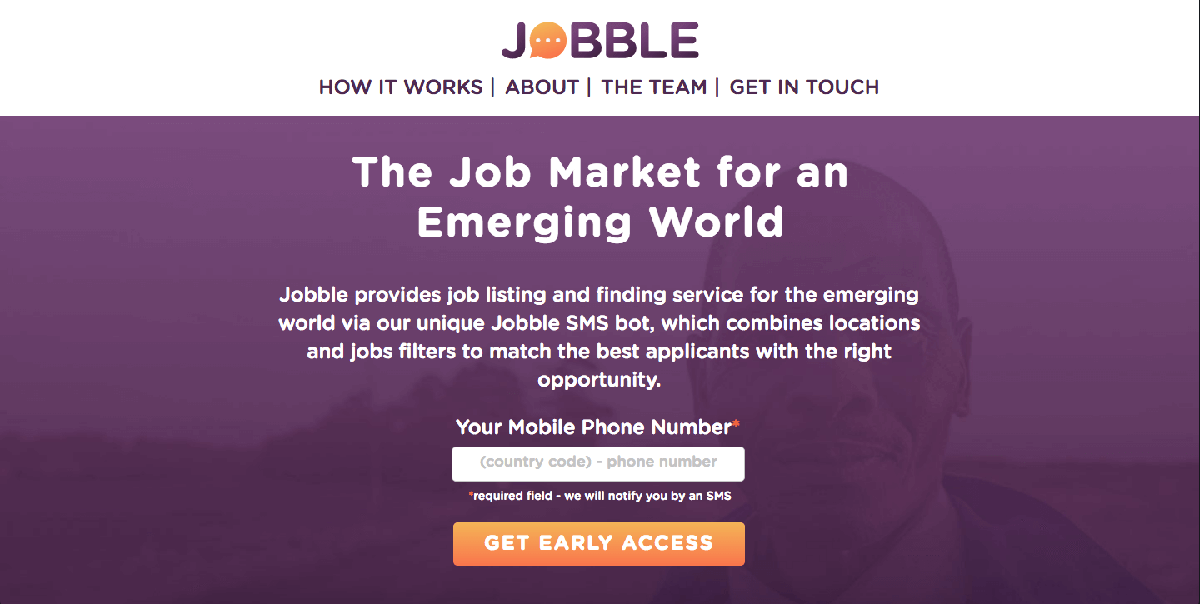 JOBBLE
HOW IT WORKS | ABOUT | THE TEAM | GET IN TOUCH
The Job Market for an
Emerging World
Jobble provides job listing and finding service for the emerging
world via our unique Jobble SMS bot, which combines locations
and jobs filters to match the best applicants with the right
opportunity.
Your Mobile Phone Number*
(country code) - phone number
*required field - we will notify you by an SMS
GET EARLY ACCESS